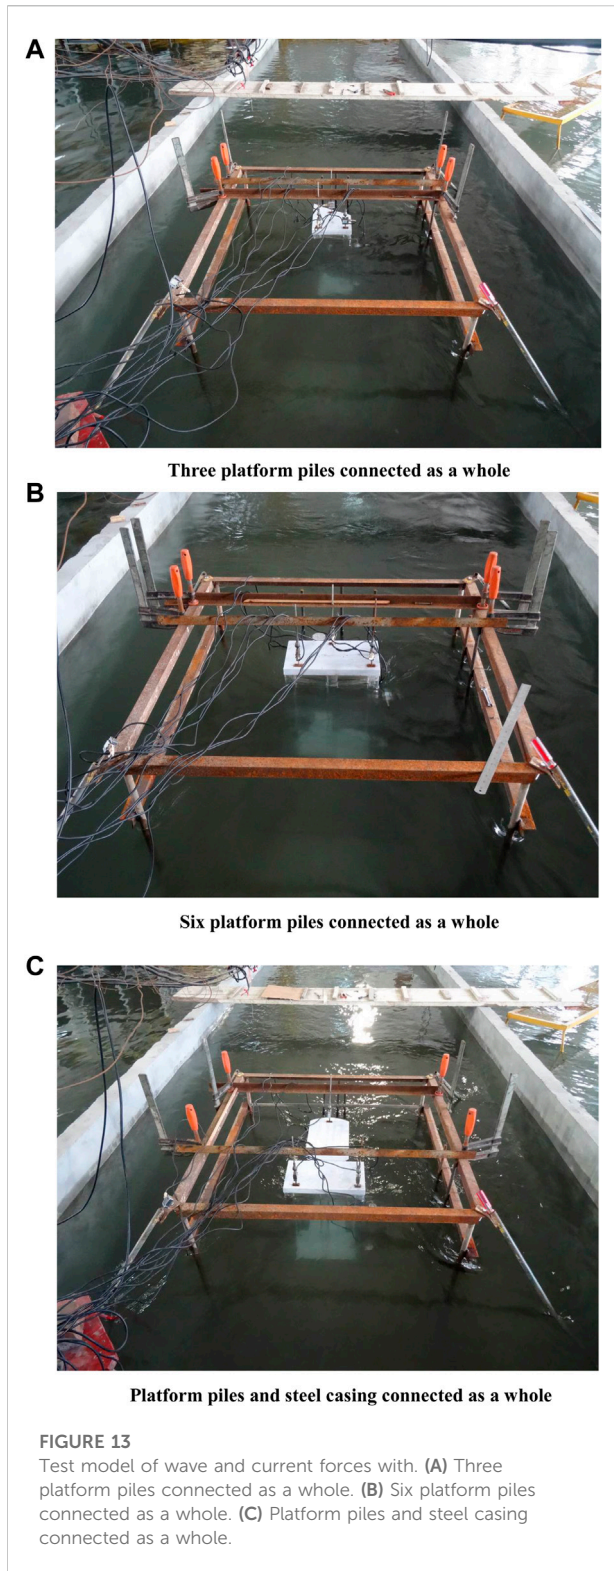 A
Three platform piles connected as a whole
B
Six platform piles connected as a whole
C
Platform piles and steel casing connected as a whole
FIGURE 13
Test model of wave and current forces with. (A) Three
platform piles connected as a whole. (B) Six platform piles
connected as a whole. (C) Platform piles and steel casing
connected as a whole.